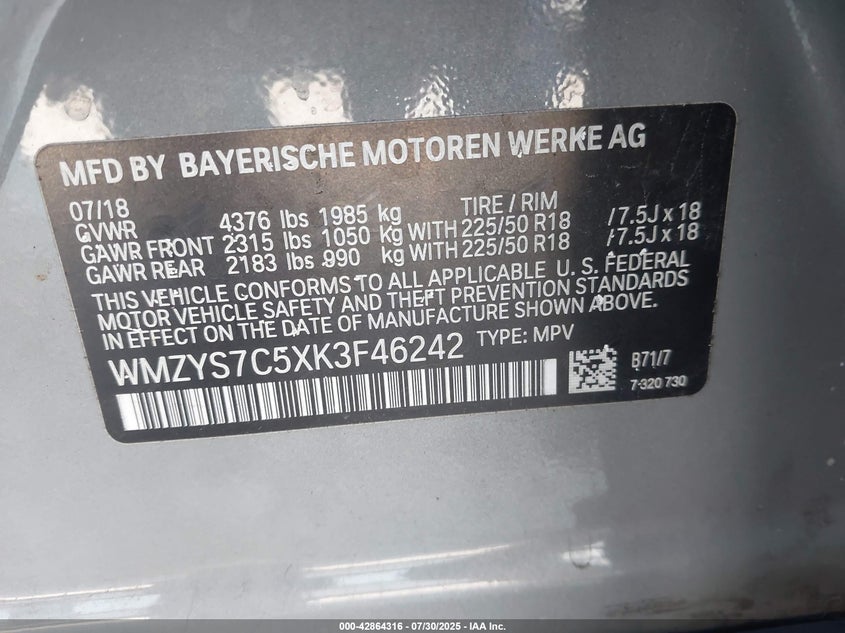 MFD BY BAYERISCHE MOTOREN WERKE AG
07/18 TIRE / RIM
GVWR 4376 lbs 1985 kg
GAWR FRONT 2315 lbs 1050 kg WITH 225/50 R18 /7.5J x 18
GAWR REAR 2183 lbs 990 kg WITH 225/50 R18 /7.5J x 18
THIS VEHICLE CONFORMS TO ALL APPLICABLE U. S. FEDERAL
MOTOR VEHICLE SAFETY AND THEFT PREVENTION STANDARDS
IN EFFECT ON THE DATE OF MANUFACTURE SHOWN ABOVE.
WMZYS7C5XK3F46242 TYPE: MPV
B71/7
7 320 730
000-42864316 - 07/30/2025 - IAA Inc.